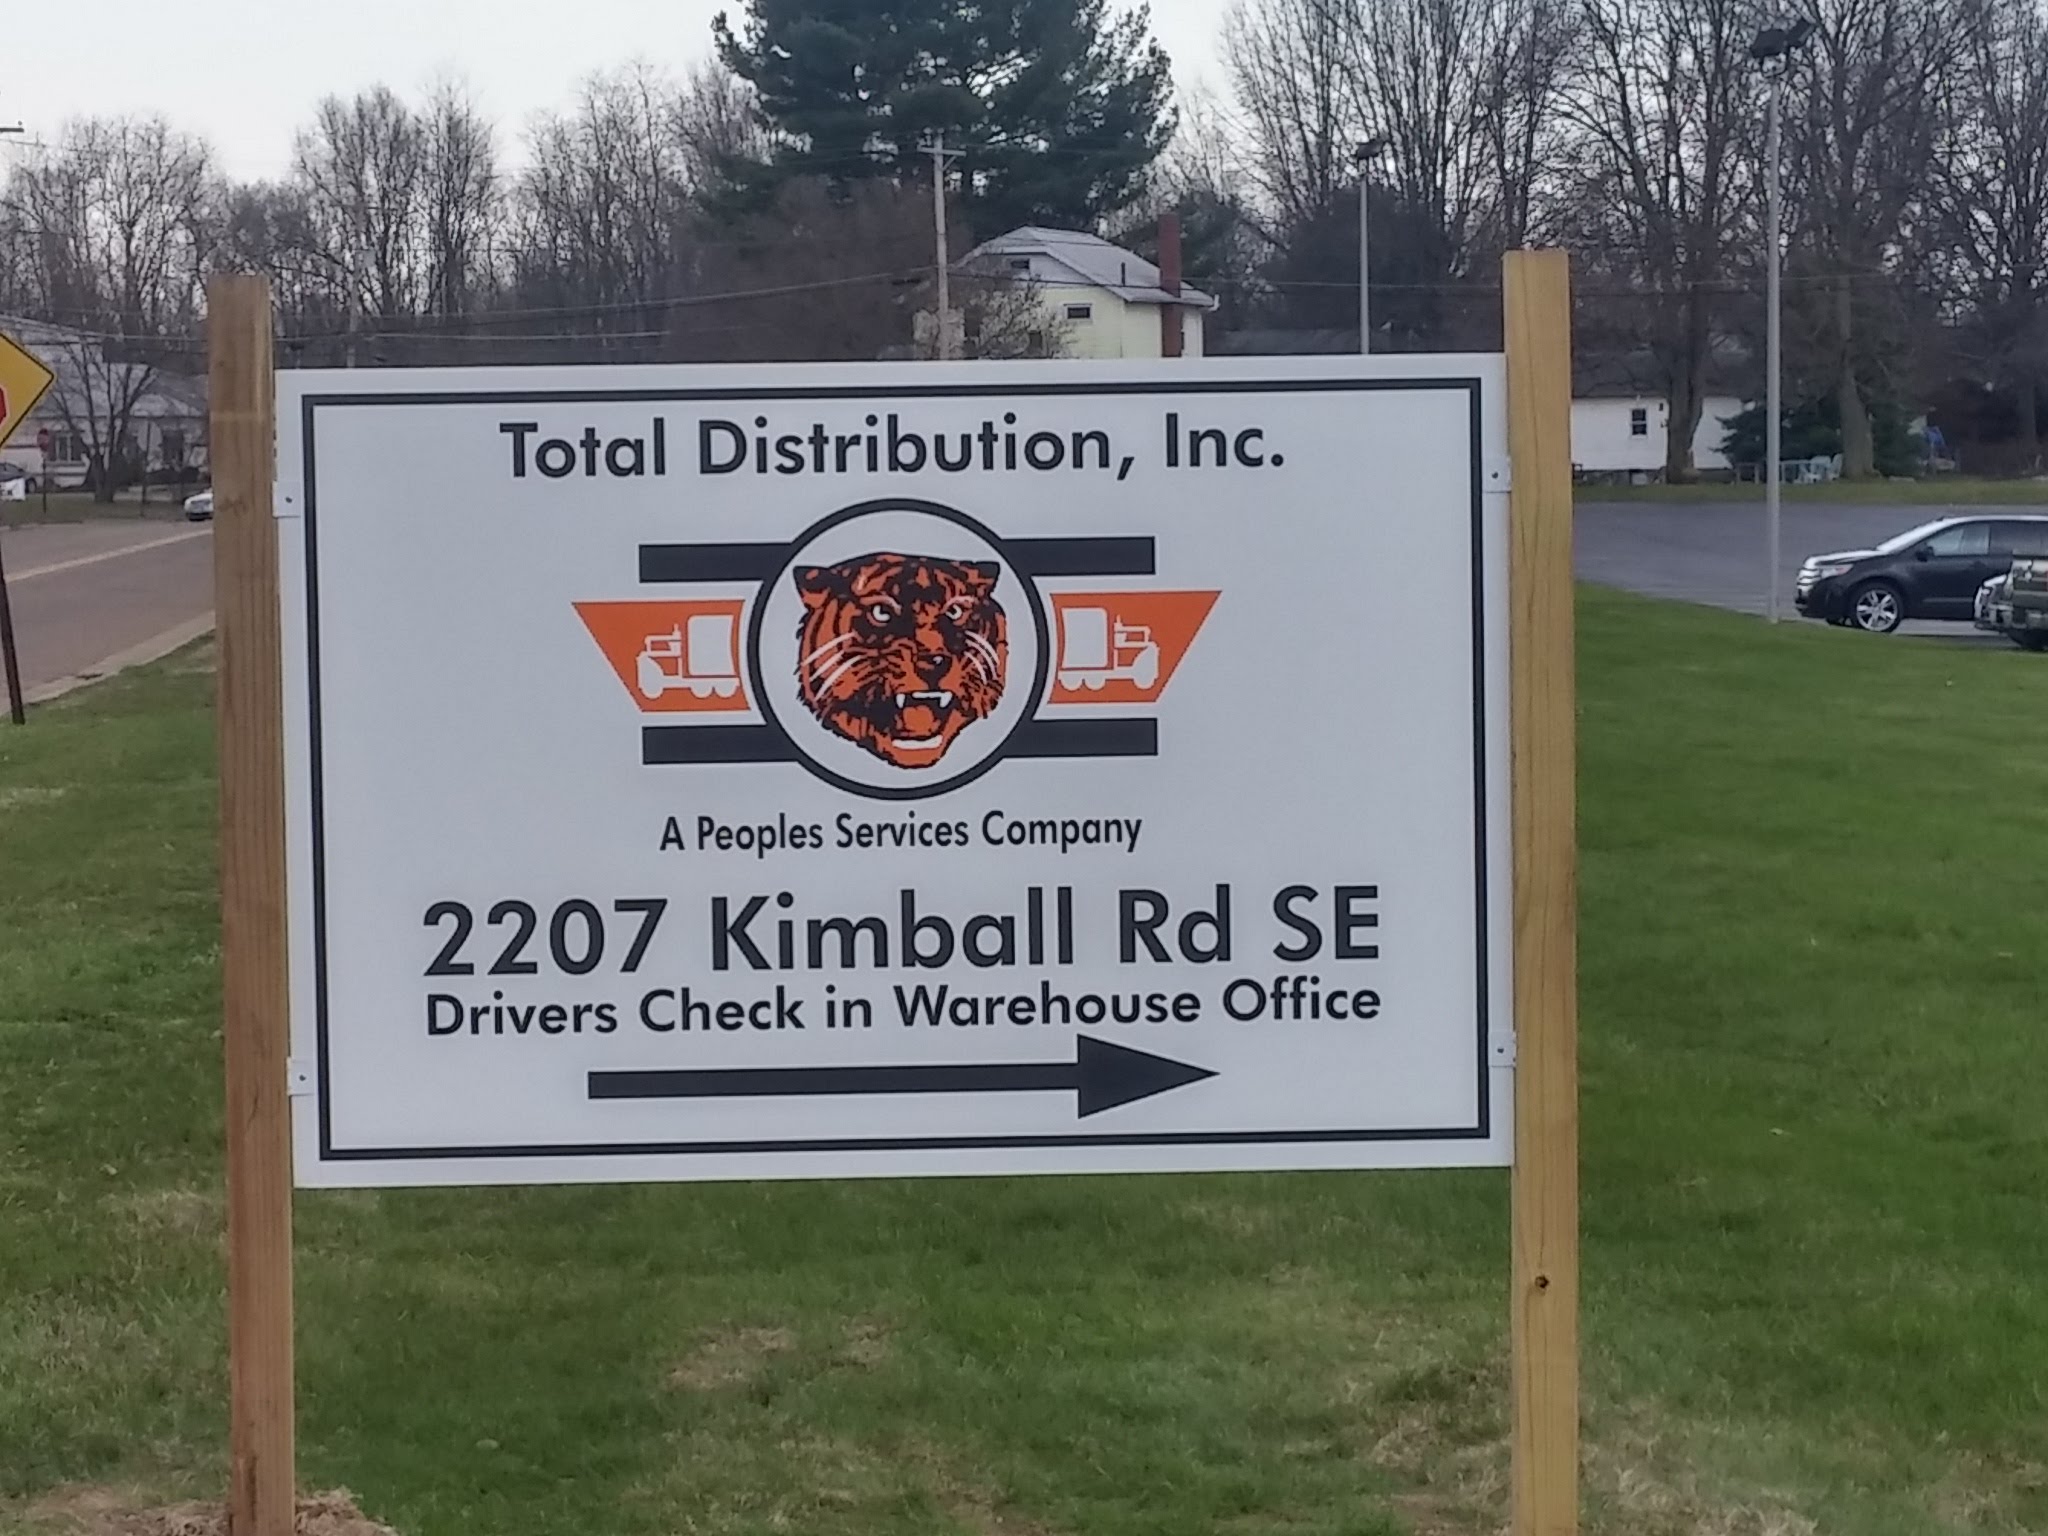 Total Distribution, Inc.
A Peoples Services Company
2207 Kimball Rd SE
Drivers Check in Warehouse Office